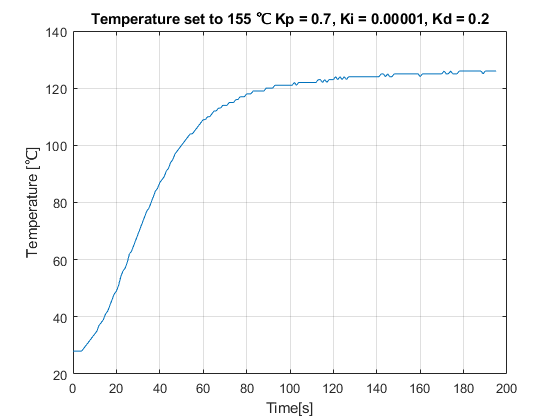 Temperature set to 155 ℃ Kp = 0.7, Ki = 0.00001, Kd = 0.2
140
120
100
80
60
40
20
Temperature [℃]
0 20 40 60 80 100 120 140 160 180 200
Time[s]